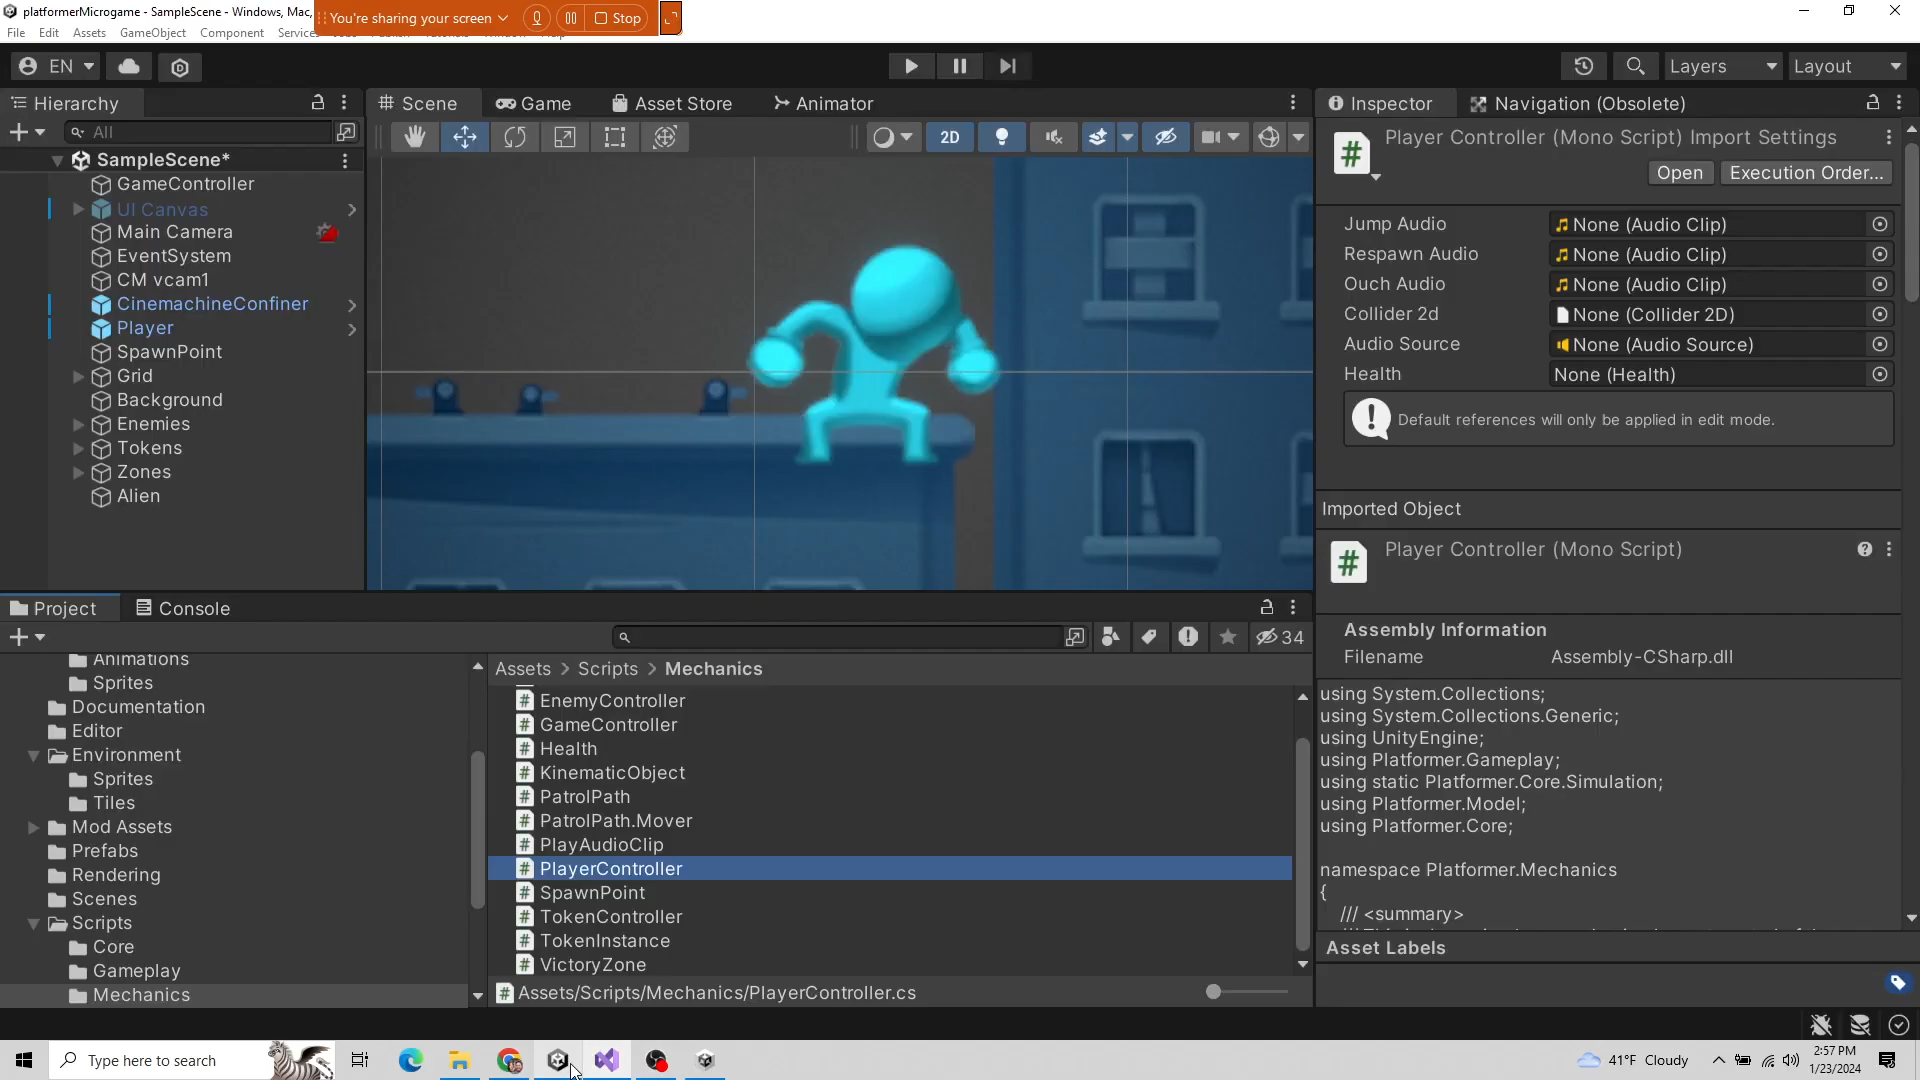 platformerMicrogame - SampleScene - Windows, Mac,
You're sharing your screen
Stop
File Edit Assets GameObject Component Services
EN
Layers
Layout
Hierarchy
Scene
Game
Asset Store
Animator
Inspector
Navigation (Obsolete)
All
2D
Player Controller (Mono Script) Import Settings
Open
Execution Order...
SampleScene*
GameController
UI Canvas
Main Camera
EventSystem
CM vcam1
CinemachineConfiner
Player
SpawnPoint
Grid
Background
Enemies
Tokens
Zones
Alien
Jump Audio None (Audio Clip)
Respawn Audio None (Audio Clip)
Ouch Audio None (Audio Clip)
Collider 2d None (Collider 2D)
Audio Source None (Audio Source)
Health None (Health)
Default references will only be applied in edit mode.
Imported Object
Player Controller (Mono Script)
Assembly Information
Filename Assembly-CSharp.dll
using System.Collections;
using System.Collections.Generic;
using UnityEngine;
using Platformer.Gameplay;
using static Platformer.Core.Simulation;
using Platformer.Model;
using Platformer.Core;
namespace Platformer.Mechanics
{
/// <summary>
Asset Labels
Project
Console
34
Animations
Sprites
Documentation
Editor
Environment
Sprites
Tiles
Mod Assets
Prefabs
Rendering
Scenes
Scripts
Core
Gameplay
Mechanics
Assets > Scripts > Mechanics
EnemyController
GameController
Health
KinematicObject
PatrolPath
PatrolPath.Mover
PlayAudioClip
PlayerController
SpawnPoint
TokenController
TokenInstance
VictoryZone
Assets/Scripts/Mechanics/PlayerController.cs
Type here to search
41°F Cloudy
2:57 PM
1/23/2024